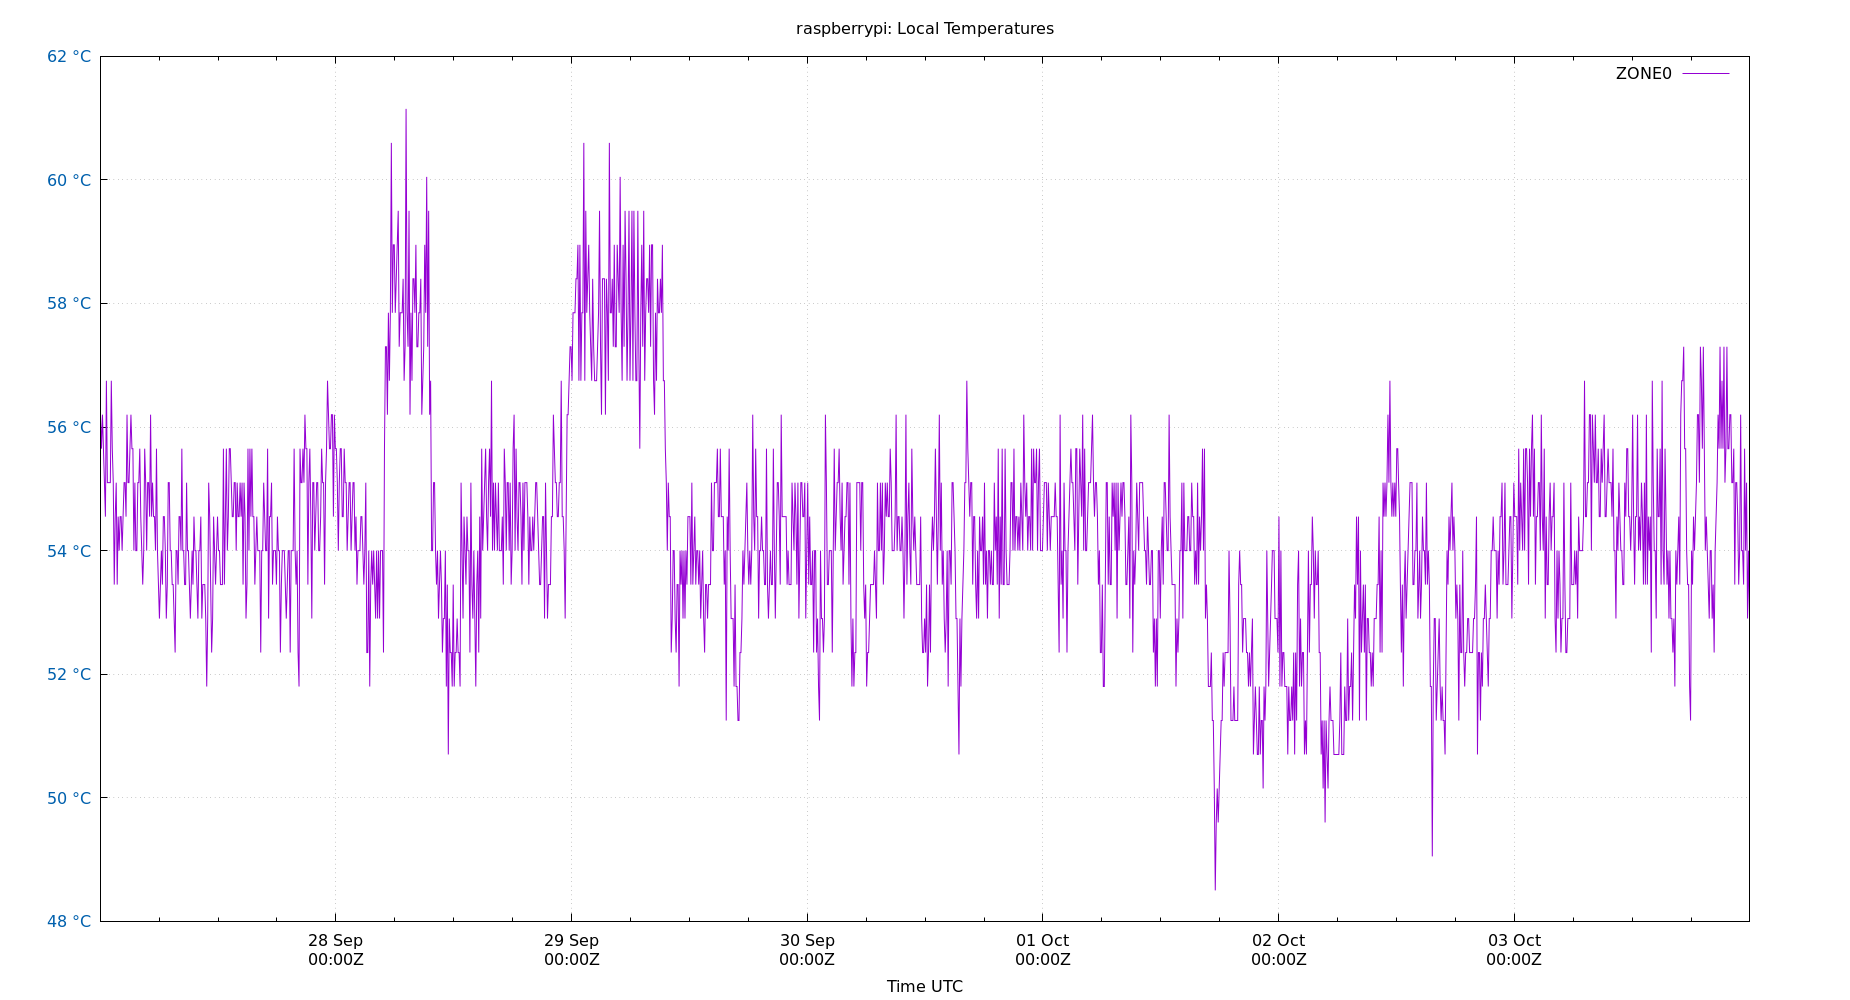 raspberrypi: Local Temperatures
62 °C
ZONE0
60 °C
58 °C
56 °C
54 °C
52 °C
50 °C
48 °C
28 Sep 29 Sep 30 Sep 01 Oct 02 Oct 03 Oct
00:00Z 00:00Z 00:00Z 00:00Z 00:00Z 00:00Z
Time UTC